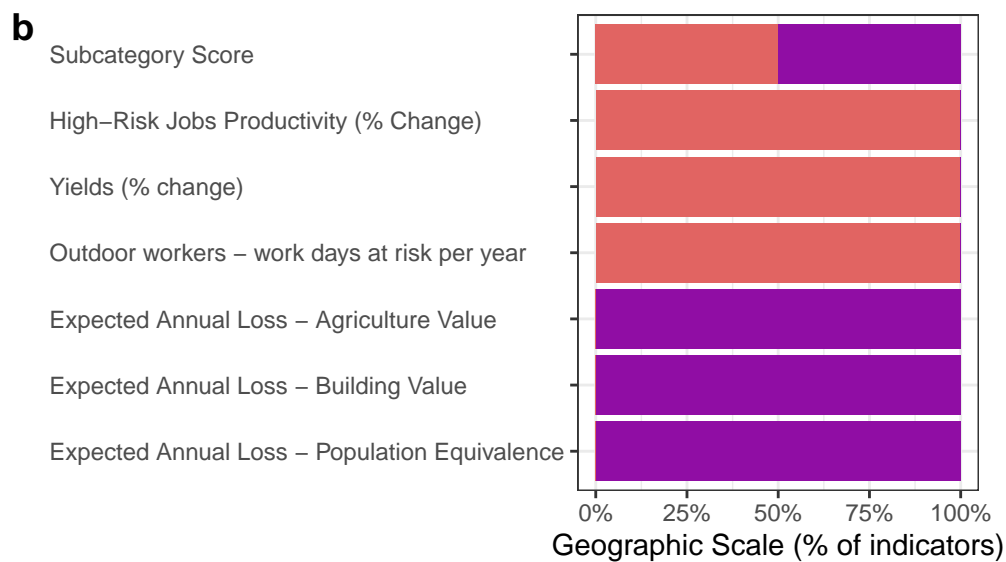 b
Subcategory Score
High−Risk Jobs Productivity (% Change)
Yields (% change)
Outdoor workers − work days at risk per year
Expected Annual Loss − Agriculture Value
Expected Annual Loss − Building Value
Expected Annual Loss − Population Equivalence
0% 25% 50% 75% 100%
Geographic Scale (% of indicators)